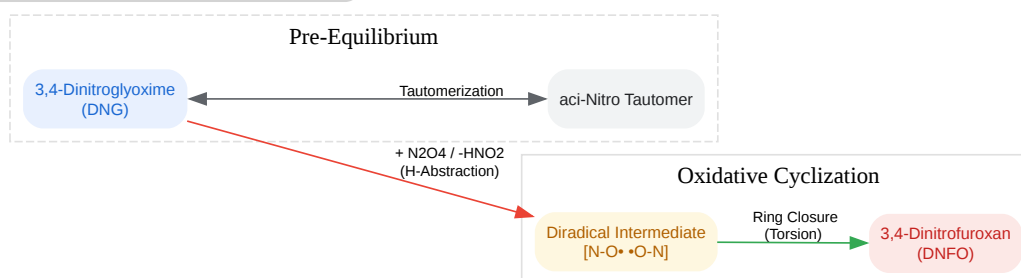 Pre-Equilibrium
3,4-Dinitroglyoxime
(DNG)
Tautomerization
aci-Nitro Tautomer
+ N2O4 / -HNO2
(H-Abstraction)
Oxidative Cyclization
Diradical Intermediate
[N-O• •O-N]
Ring Closure
(Torsion)
3,4-Dinitrofuroxan
(DNFO)